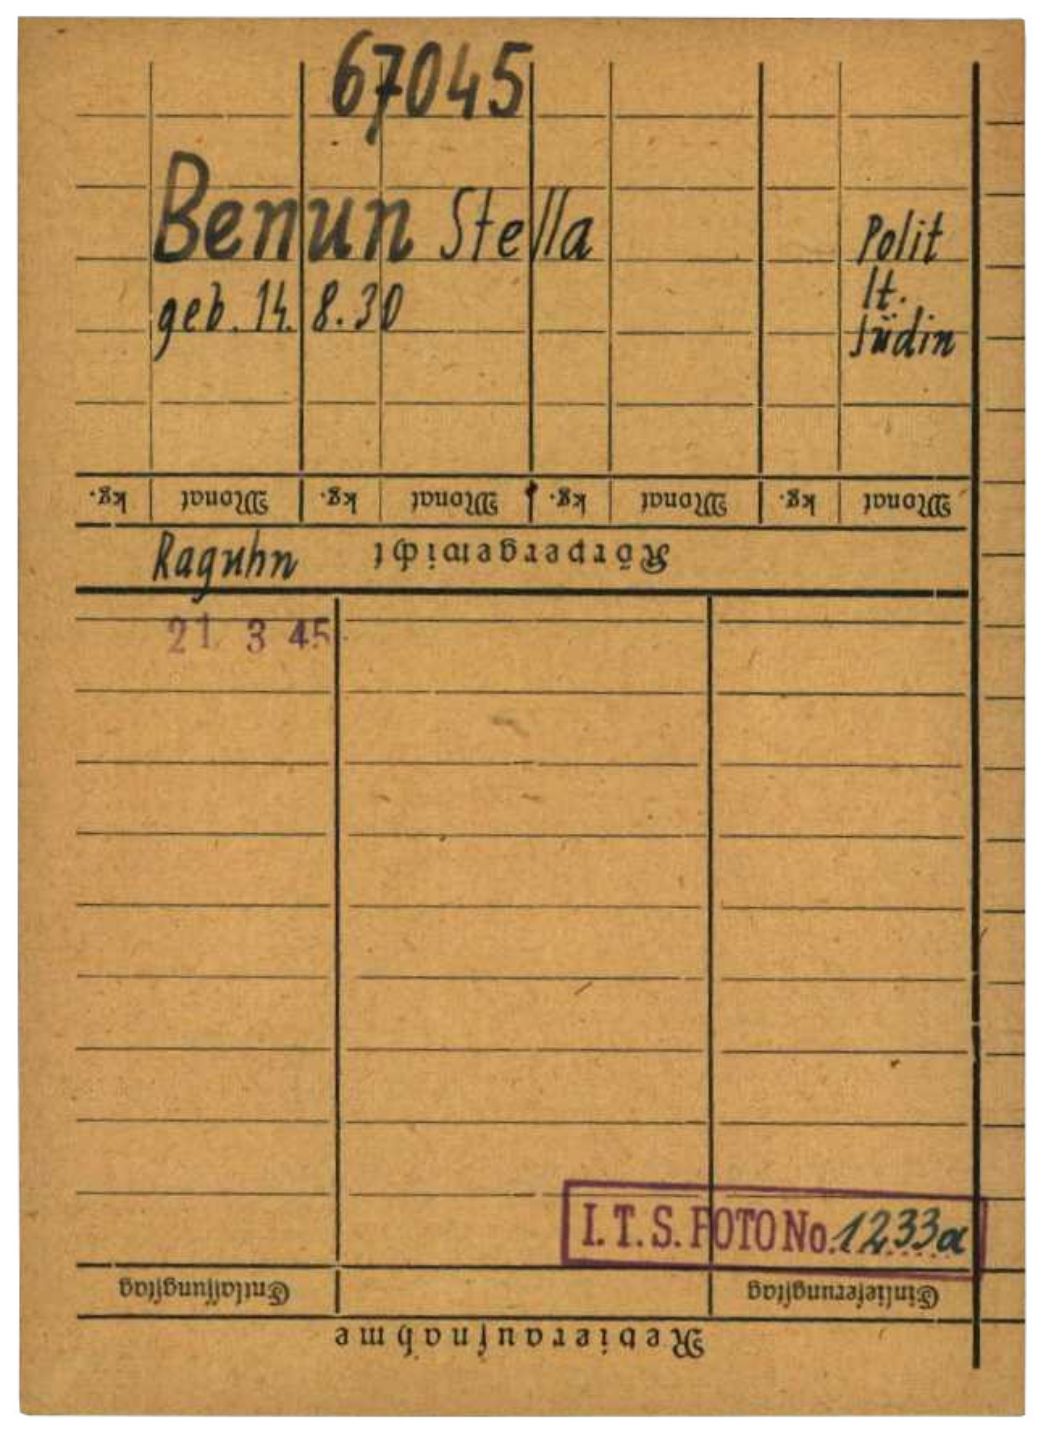 67045
Benun Stella
Polit
geb. 14. 8.30
It.
Jüdin
kg. Monat kg. Monat kg. Monat kg. Monat
Raguhn Körpergewicht
21. 3 45
I.T.S. FOTO No. 1233a
Entlassungstag Einlieferungstag
Revieraufnahme